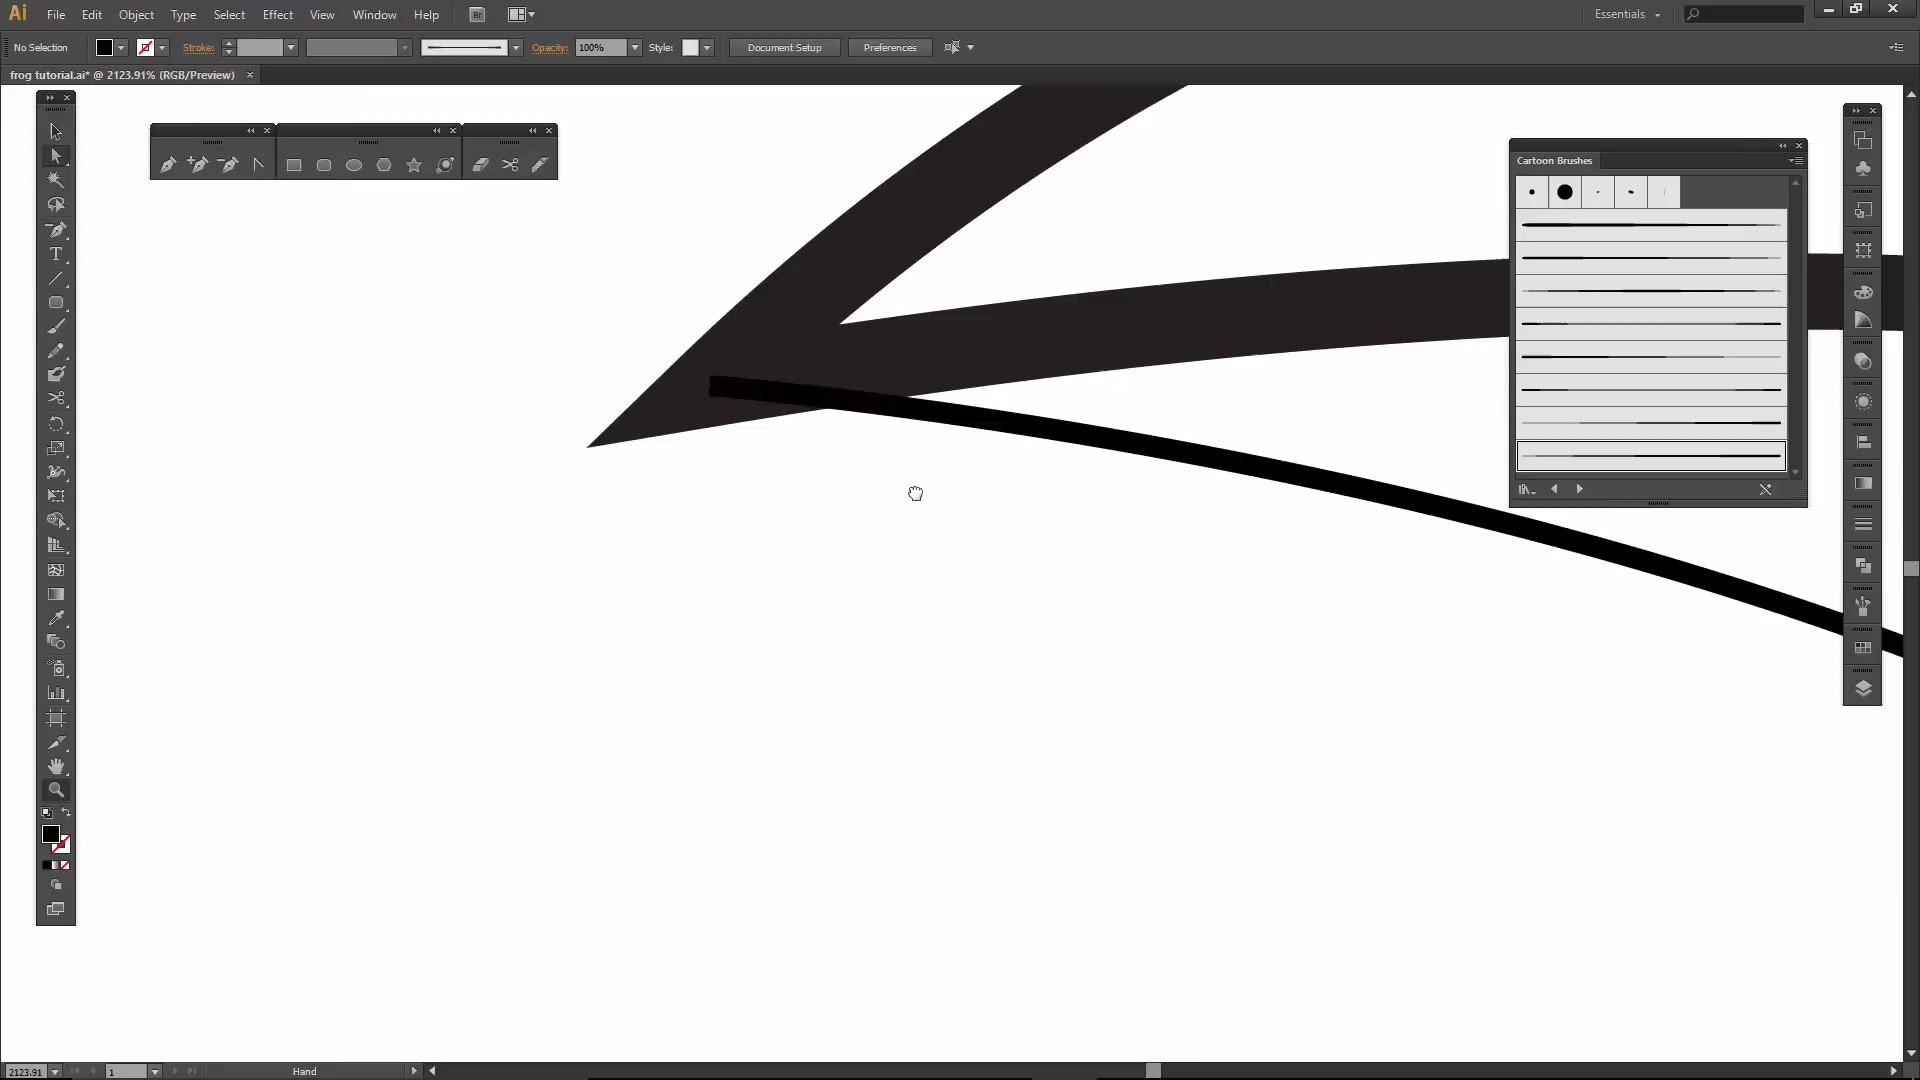 Ai File Edit Object Type Select Effect View Window Help Br Essentials
No Selection Stroke: Opacity: 100% Style: Document Setup Preferences
frog tutorial.ai* @ 2123.91% (RGB/Preview)
Cartoon Brushes
T
2123.91 1 Hand